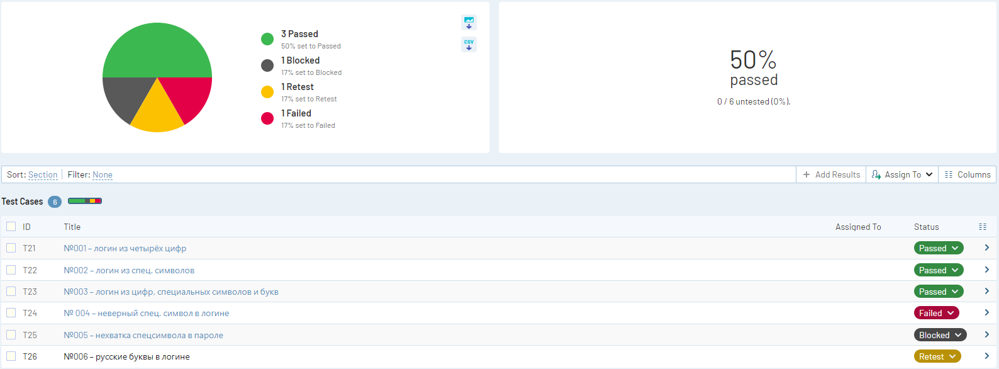 3 Passed
50% set to Passed
1 Blocked
17% set to Blocked
1 Retest
17% set to Retest
1 Failed
17% set to Failed
CSV
50%
passed
0 / 6 untested (0%).
Sort: Section Filter: None + Add Results Assign To Columns
Test Cases 6
ID Title Assigned To Status
T21 №001 – логин из четырёх цифр Passed
T22 №002 – логин из спец. символов Passed
T23 №003 – логин из цифр, специальных символов и букв Passed
T24 № 004 – неверный спец. символ в логине Failed
T25 №005 – нехватка спецсимвола в пароле Blocked
T26 №006 – русские буквы в логине Retest